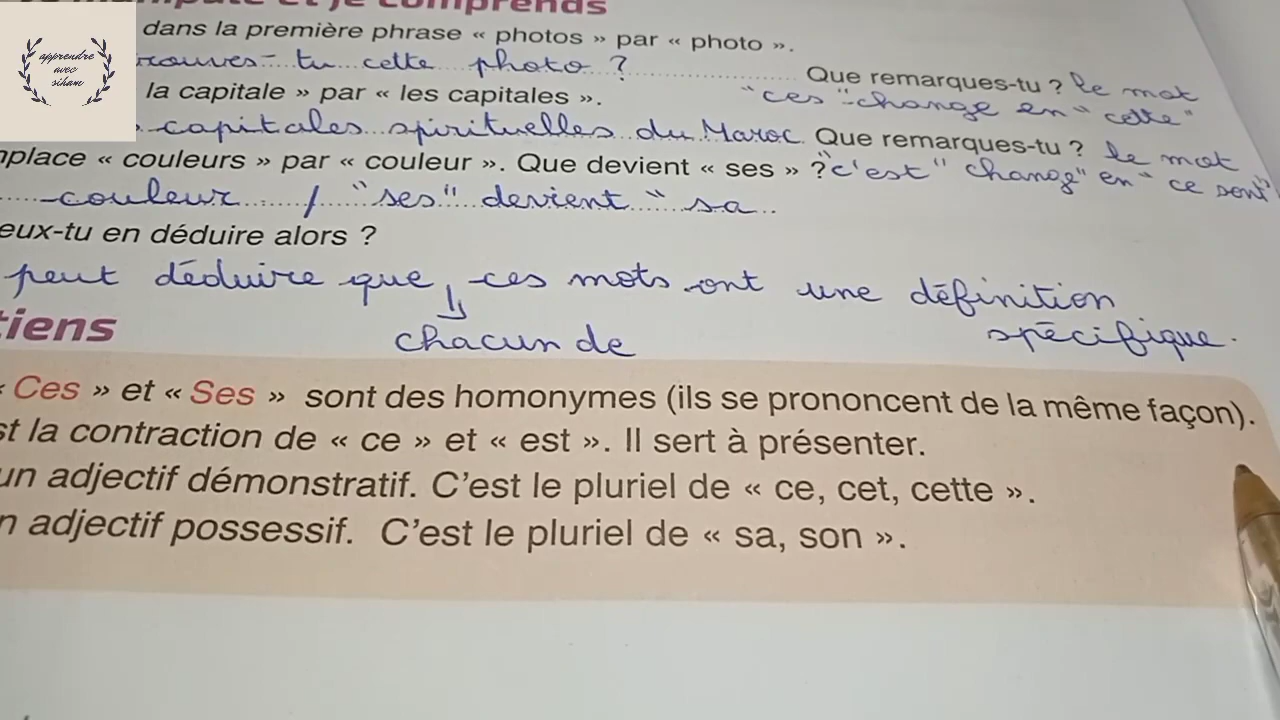 apprendre
avec
siham
et je comprends
dans la première phrase « photos » par « photo ».
tu cette photo ? Que remarques-tu ? le mot
la capitale » par « les capitales ». "ces" change en "cette"
capitales spirituelles du Maroc. Que remarques-tu ? le mot
« couleurs » par « couleur ». Que devient « ses » ? "c'est" change en "ce sont"
couleur / "ses" devient "sa
eux-tu en déduire alors ?
peut déduire que ces mots ont une définition
tiens chacun de spécifique.
« Ces » et « Ses » sont des homonymes (ils se prononcent de la même façon).
st la contraction de « ce » et « est ». Il sert à présenter.
un adjectif démonstratif. C'est le pluriel de « ce, cet, cette ».
n adjectif possessif. C'est le pluriel de « sa, son ».